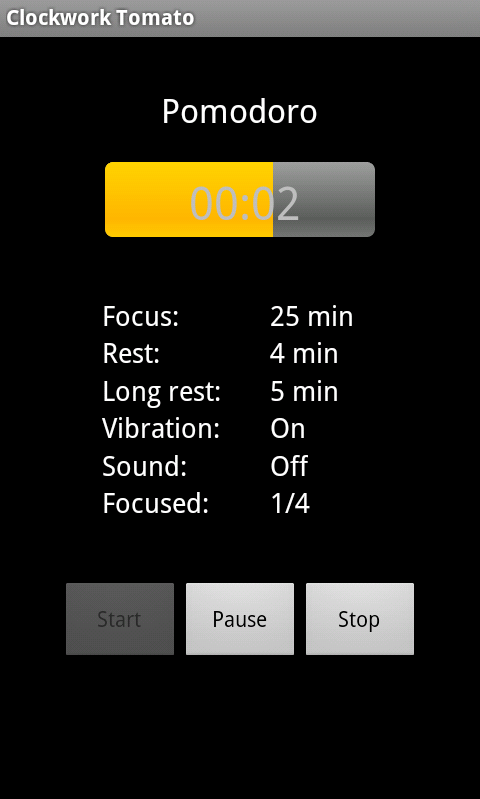 Clockwork Tomato
Pomodoro
00:02
Focus: 25 min
Rest: 4 min
Long rest: 5 min
Vibration: On
Sound: Off
Focused: 1/4
Start Pause Stop